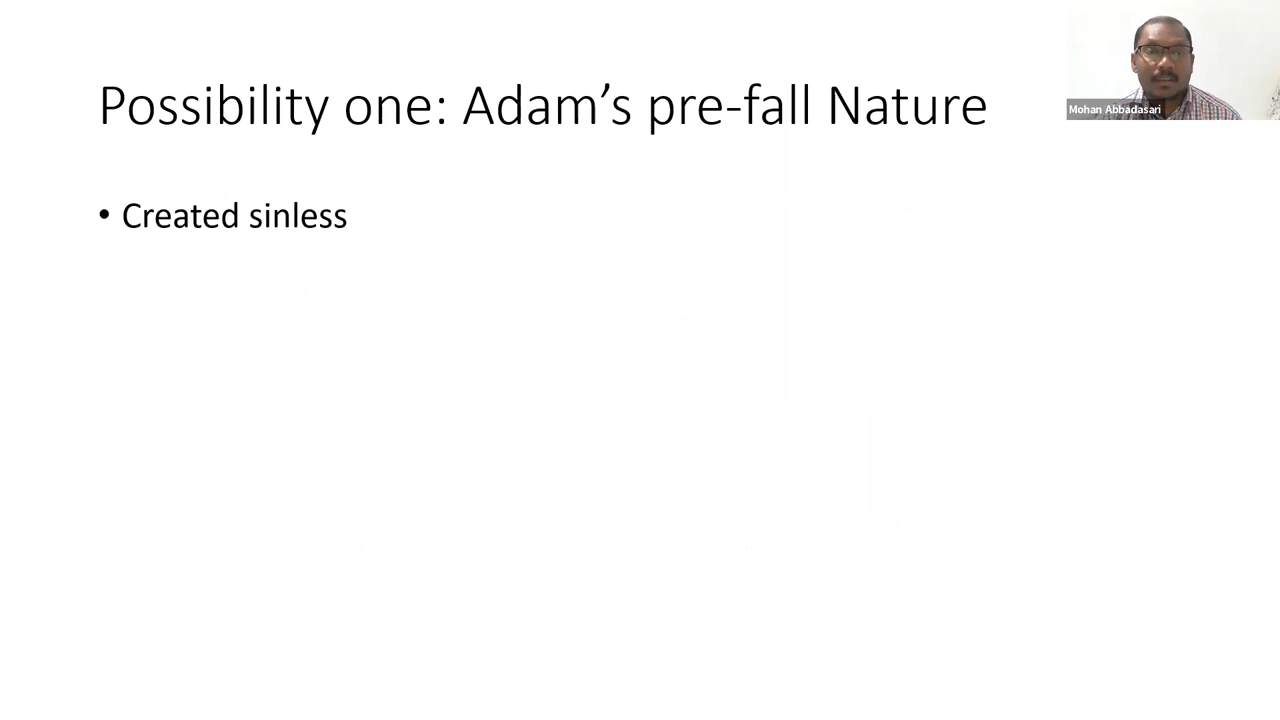 Possibility one: Adam’s pre-fall Nature
Mohan Abbadasari
• Created sinless